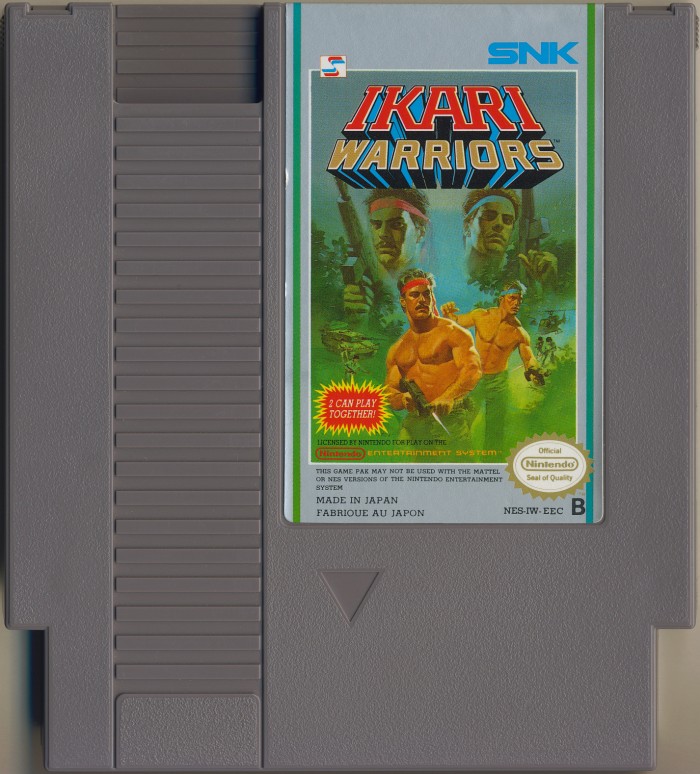 SNK
S
IKARI
WARRIORS™
2 CAN PLAY
TOGETHER!
LICENSED BY NINTENDO FOR PLAY ON THE
Nintendo ENTERTAINMENT SYSTEM™
THIS GAME PAK MAY NOT BE USED WITH THE MATTEL
OR NES VERSIONS OF THE NINTENDO ENTERTAINMENT
SYSTEM
MADE IN JAPAN
FABRIQUE AU JAPON
Official
Nintendo
Seal of Quality
NES-IW-EEC B